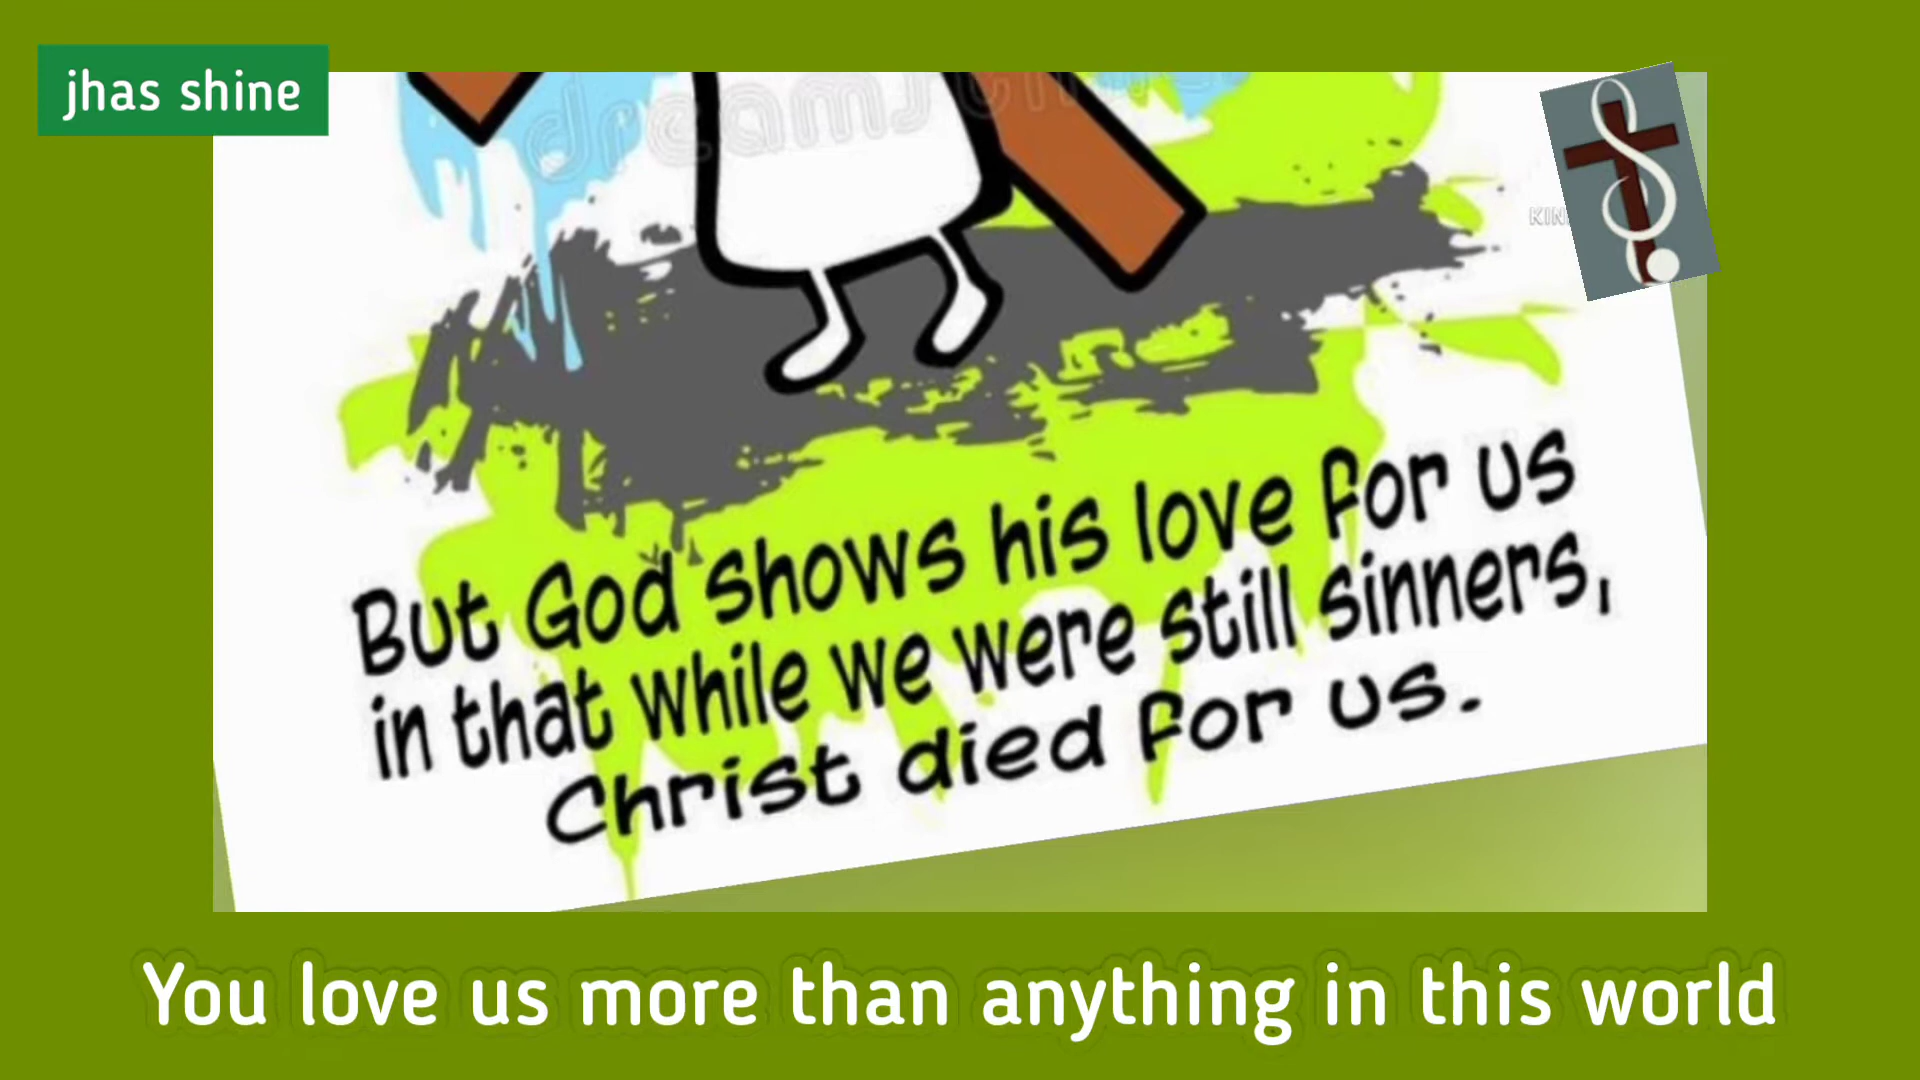 jhas shine
KIN
But God shows his love for us
in that while we were still sinners,
Christ died for us.
You love us more than anything in this world